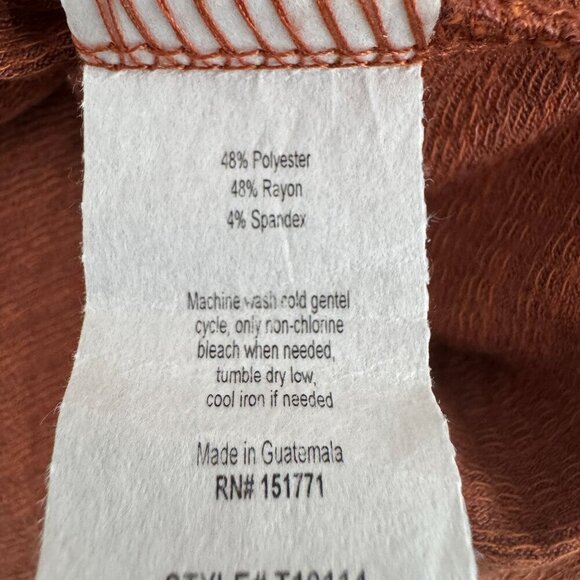 48% Polyester
48% Rayon
4% Spandex
Machine wash cold gentel
cycle, only non-chlorine
bleach when needed,
tumble dry low,
cool iron if needed
Made in Guatemala
RN# 151771
STYLE#